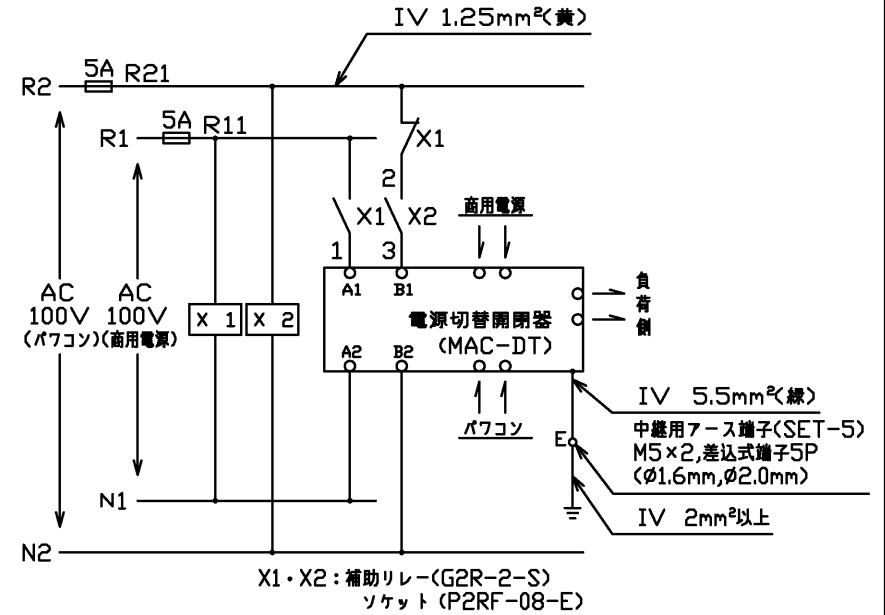 IV 1.25mm²(黄)
R2
5A
R21
R1
5A
R11
X1
2
X1
X2
商用電源
1
3
A1
B1
負荷側
AC
100V
(パワコン)
AC
100V
(商用電源)
X 1
X 2
電源切替開閉器
(MAC-DT)
A2
B2
パワコン
IV 5.5mm²(緑)
E
中継用アース端子(SET-5)
M5×2,差込式端子5P
(Ø1.6mm,Ø2.0mm)
N1
IV 2mm²以上
N2
X1・X2：補助リレー(G2R-2-S)
ソケット(P2RF-08-E)